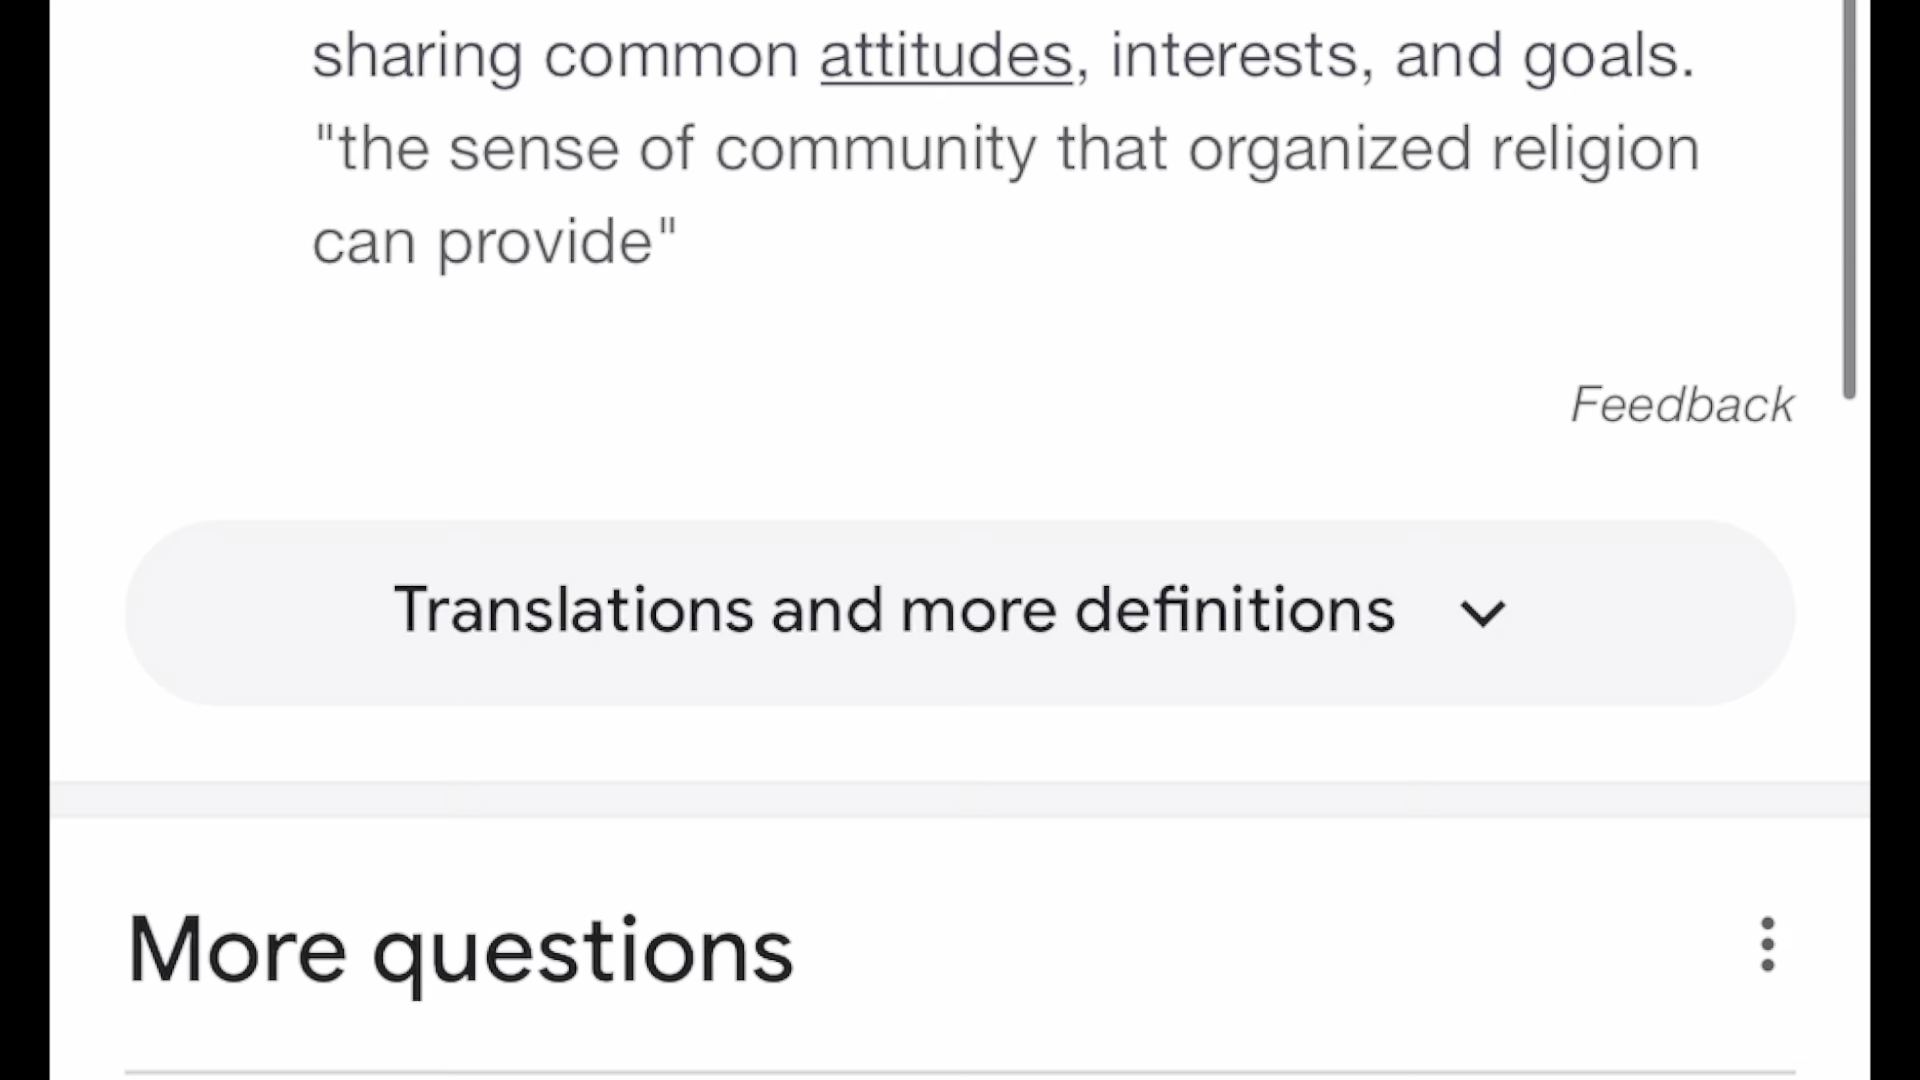 sharing common attitudes, interests, and goals.
"the sense of community that organized religion
can provide"
Feedback
Translations and more definitions
More questions